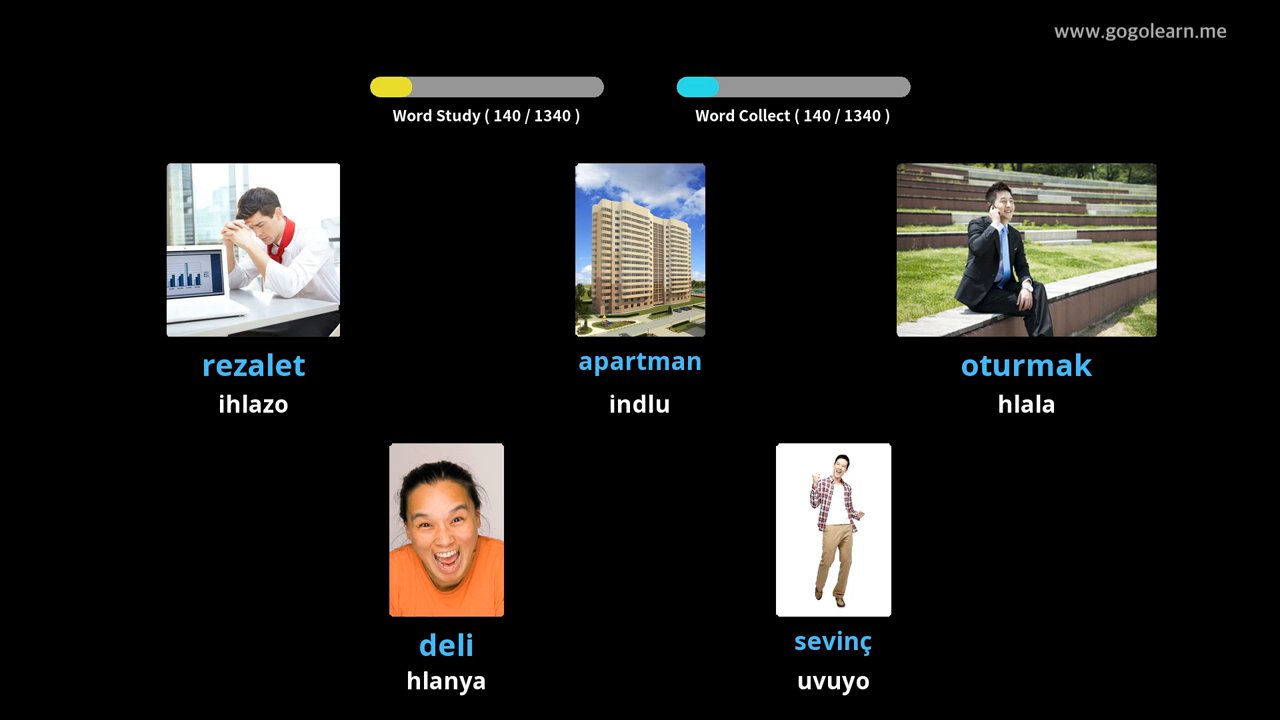 www.gogolearn.me
Word Study ( 140 / 1340 )
Word Collect ( 140 / 1340 )
rezalet
ihlazo
apartman
indlu
oturmak
hlala
deli
hlanya
sevinç
uvuyo